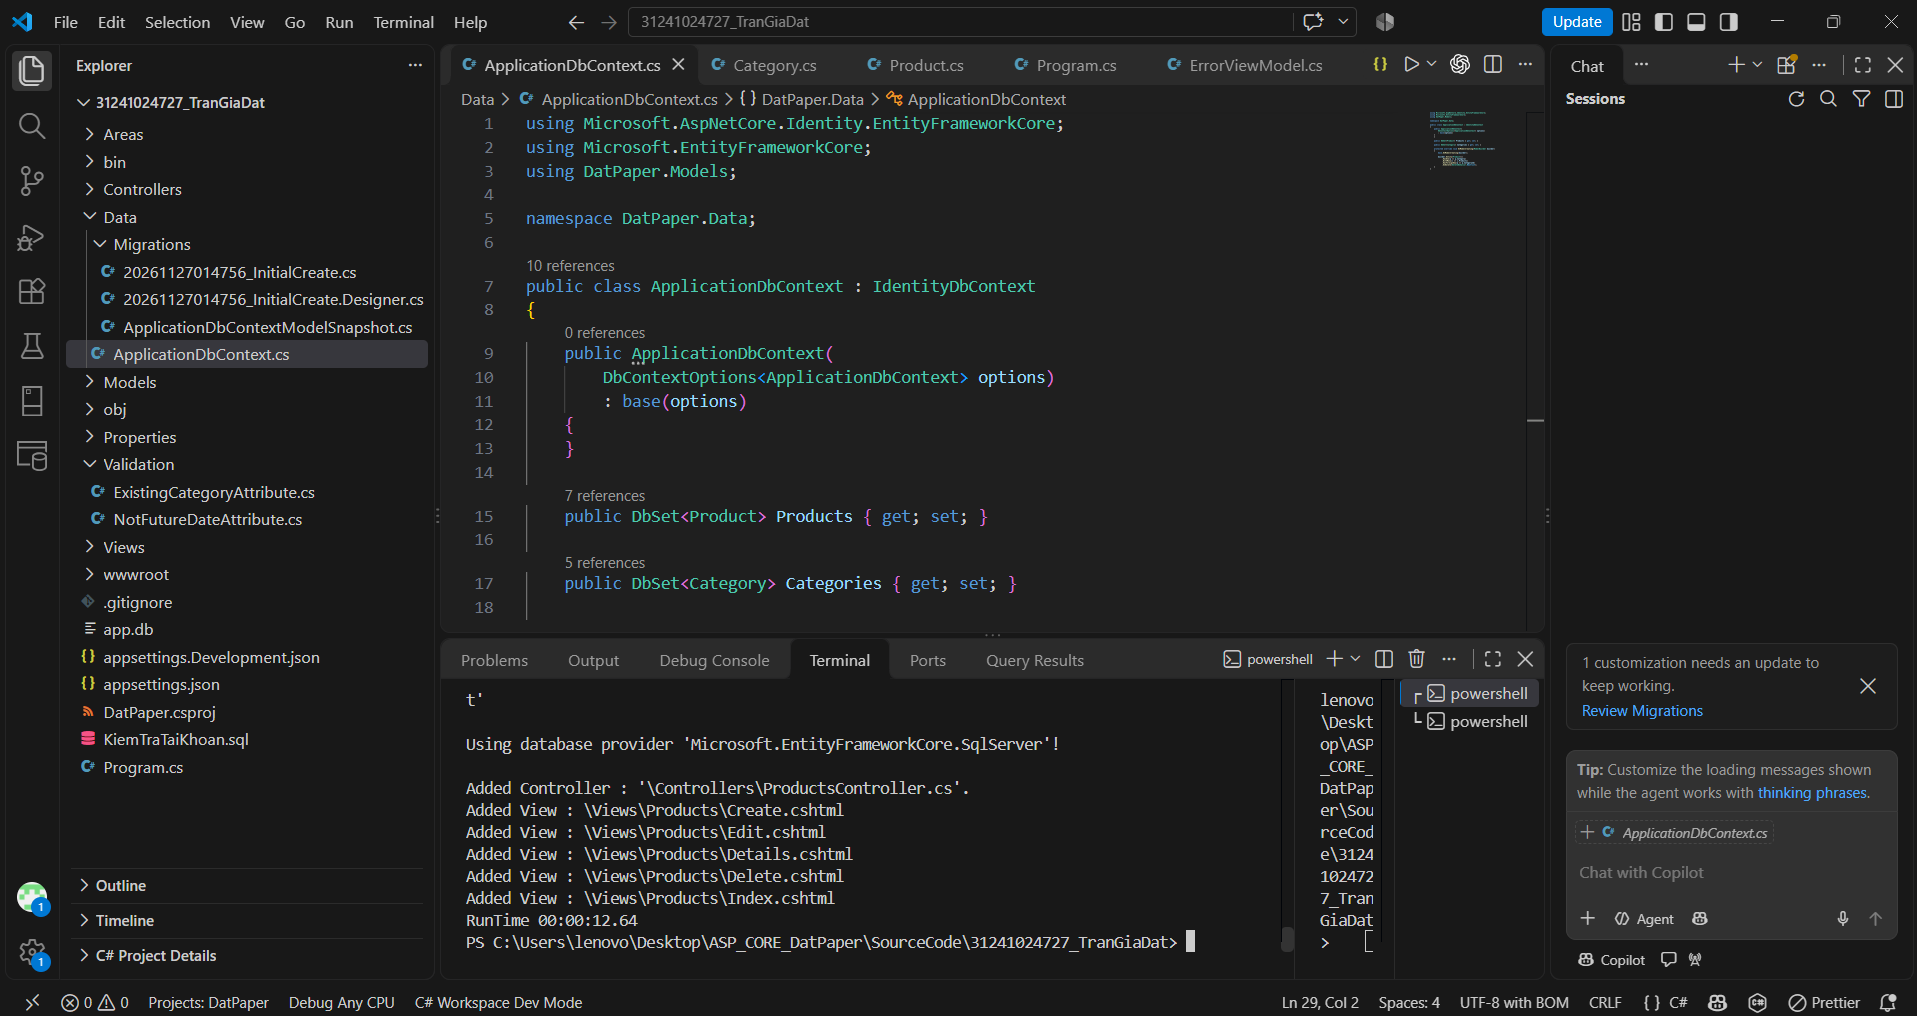 File Edit Selection View Go Run Terminal Help
31241024727_TranGiaDat
Update
Explorer
31241024727_TranGiaDat
Areas
bin
Controllers
Data
Migrations
20261127014756_InitialCreate.cs
20261127014756_InitialCreate.Designer.cs
ApplicationDbContextModelSnapshot.cs
ApplicationDbContext.cs
Models
obj
Properties
Validation
ExistingCategoryAttribute.cs
NotFutureDateAttribute.cs
Views
wwwroot
.gitignore
app.db
appsettings.Development.json
appsettings.json
DatPaper.csproj
KiemTraTaiKhoan.sql
Program.cs
Outline
Timeline
C# Project Details
ApplicationDbContext.cs Category.cs Product.cs Program.cs ErrorViewModel.cs
Data > ApplicationDbContext.cs > {} DatPaper.Data > ApplicationDbContext
1 using Microsoft.AspNetCore.Identity.EntityFrameworkCore;
2 using Microsoft.EntityFrameworkCore;
3 using DatPaper.Models;
4
5 namespace DatPaper.Data;
6
10 references
7 public class ApplicationDbContext : IdentityDbContext
8 {
0 references
9 public ApplicationDbContext(
10 DbContextOptions<ApplicationDbContext> options)
11 : base(options)
12 {
13 }
14
7 references
15 public DbSet<Product> Products { get; set; }
16
5 references
17 public DbSet<Category> Categories { get; set; }
18
Problems Output Debug Console Terminal Ports Query Results
powershell
t'
Using database provider 'Microsoft.EntityFrameworkCore.SqlServer'!
Added Controller : '\Controllers\ProductsController.cs'.
Added View : \Views\Products\Create.cshtml
Added View : \Views\Products\Edit.cshtml
Added View : \Views\Products\Details.cshtml
Added View : \Views\Products\Delete.cshtml
Added View : \Views\Products\Index.cshtml
RunTime 00:00:12.64
PS C:\Users\lenovo\Desktop\ASP_CORE_DatPaper\SourceCode\31241024727_TranGiaDat>
lenovo
\Deskt
op\ASP
_CORE_
DatPap
er\Sou
rceCod
e\3124
102472
7_Tran
GiaDat
>
powershell
powershell
Chat
Sessions
1 customization needs an update to
keep working.
Review Migrations
Tip: Customize the loading messages shown
while the agent works with thinking phrases.
ApplicationDbContext.cs
Chat with Copilot
Agent
Copilot
1
1
0 0 Projects: DatPaper Debug Any CPU C# Workspace Dev Mode
Ln 29, Col 2 Spaces: 4 UTF-8 with BOM CRLF {} C# Prettier